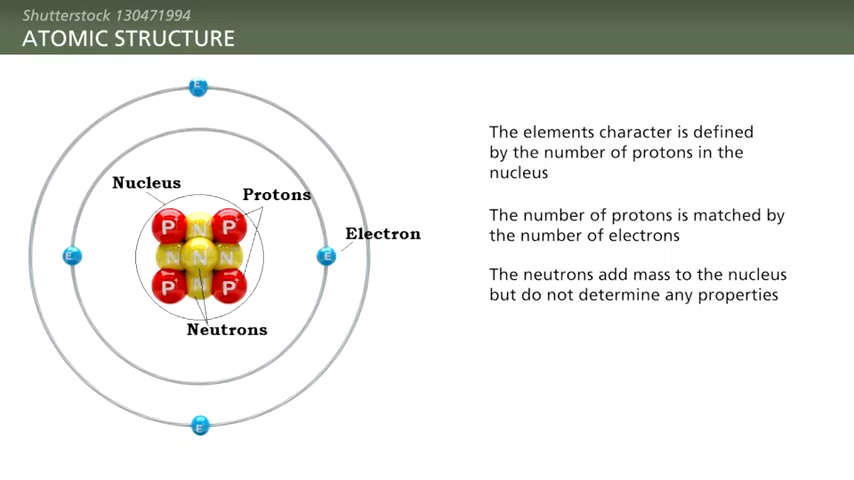 Shutterstock 130471994
ATOMIC STRUCTURE
E
Nucleus
Protons
P+ N P+
Electron
E N N N E
P+ N P+
Neutrons
E
The elements character is defined
by the number of protons in the
nucleus
The number of protons is matched by
the number of electrons
The neutrons add mass to the nucleus
but do not determine any properties